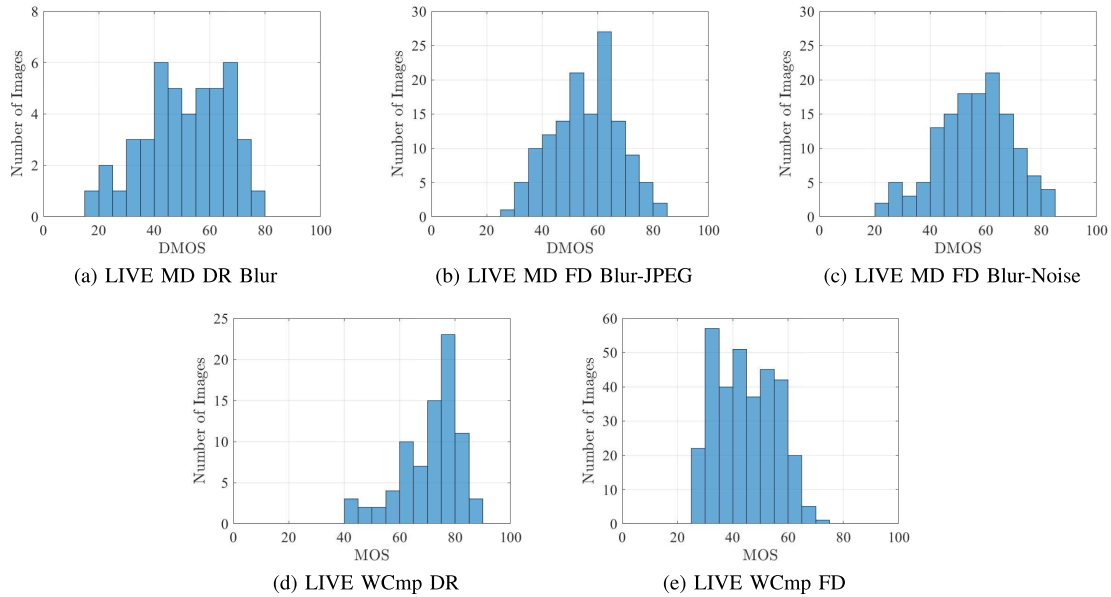 8
6
4
2
0
0 20 40 60 80 100
Number of Images
DMOS
(a) LIVE MD DR Blur
30
25
20
15
10
5
0
0 20 40 60 80 100
Number of Images
DMOS
(b) LIVE MD FD Blur-JPEG
30
25
20
15
10
5
0
0 20 40 60 80 100
Number of Images
DMOS
(c) LIVE MD FD Blur-Noise
25
20
15
10
5
0
0 20 40 60 80 100
Number of Images
MOS
(d) LIVE WCmp DR
60
50
40
30
20
10
0
0 20 40 60 80 100
Number of Images
MOS
(e) LIVE WCmp FD